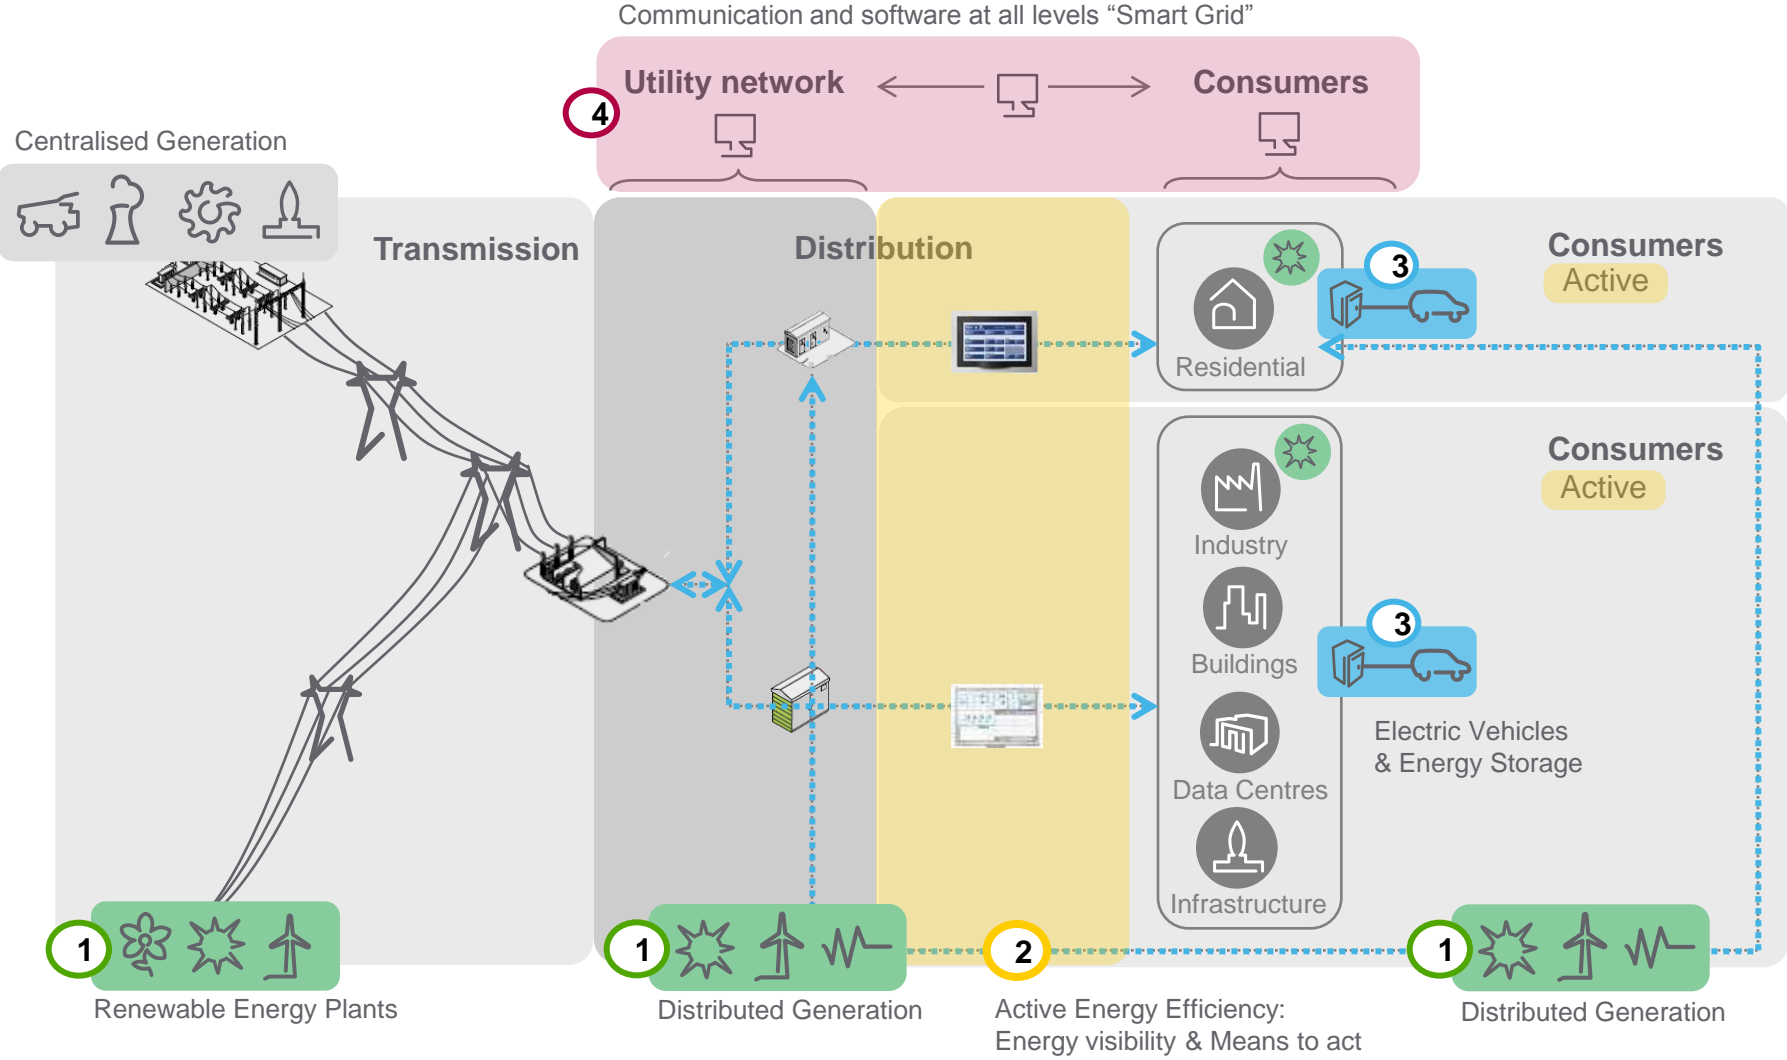 Communication and software at all levels “Smart Grid”
Utility network
Consumers
4
Centralised Generation
Transmission
Distribution
Consumers
Active
3
Residential
Consumers
Active
Industry
Buildings
3
Electric Vehicles
& Energy Storage
Data Centres
Infrastructure
1
1
2
1
Renewable Energy Plants
Distributed Generation
Active Energy Efficiency:
Energy visibility & Means to act
Distributed Generation